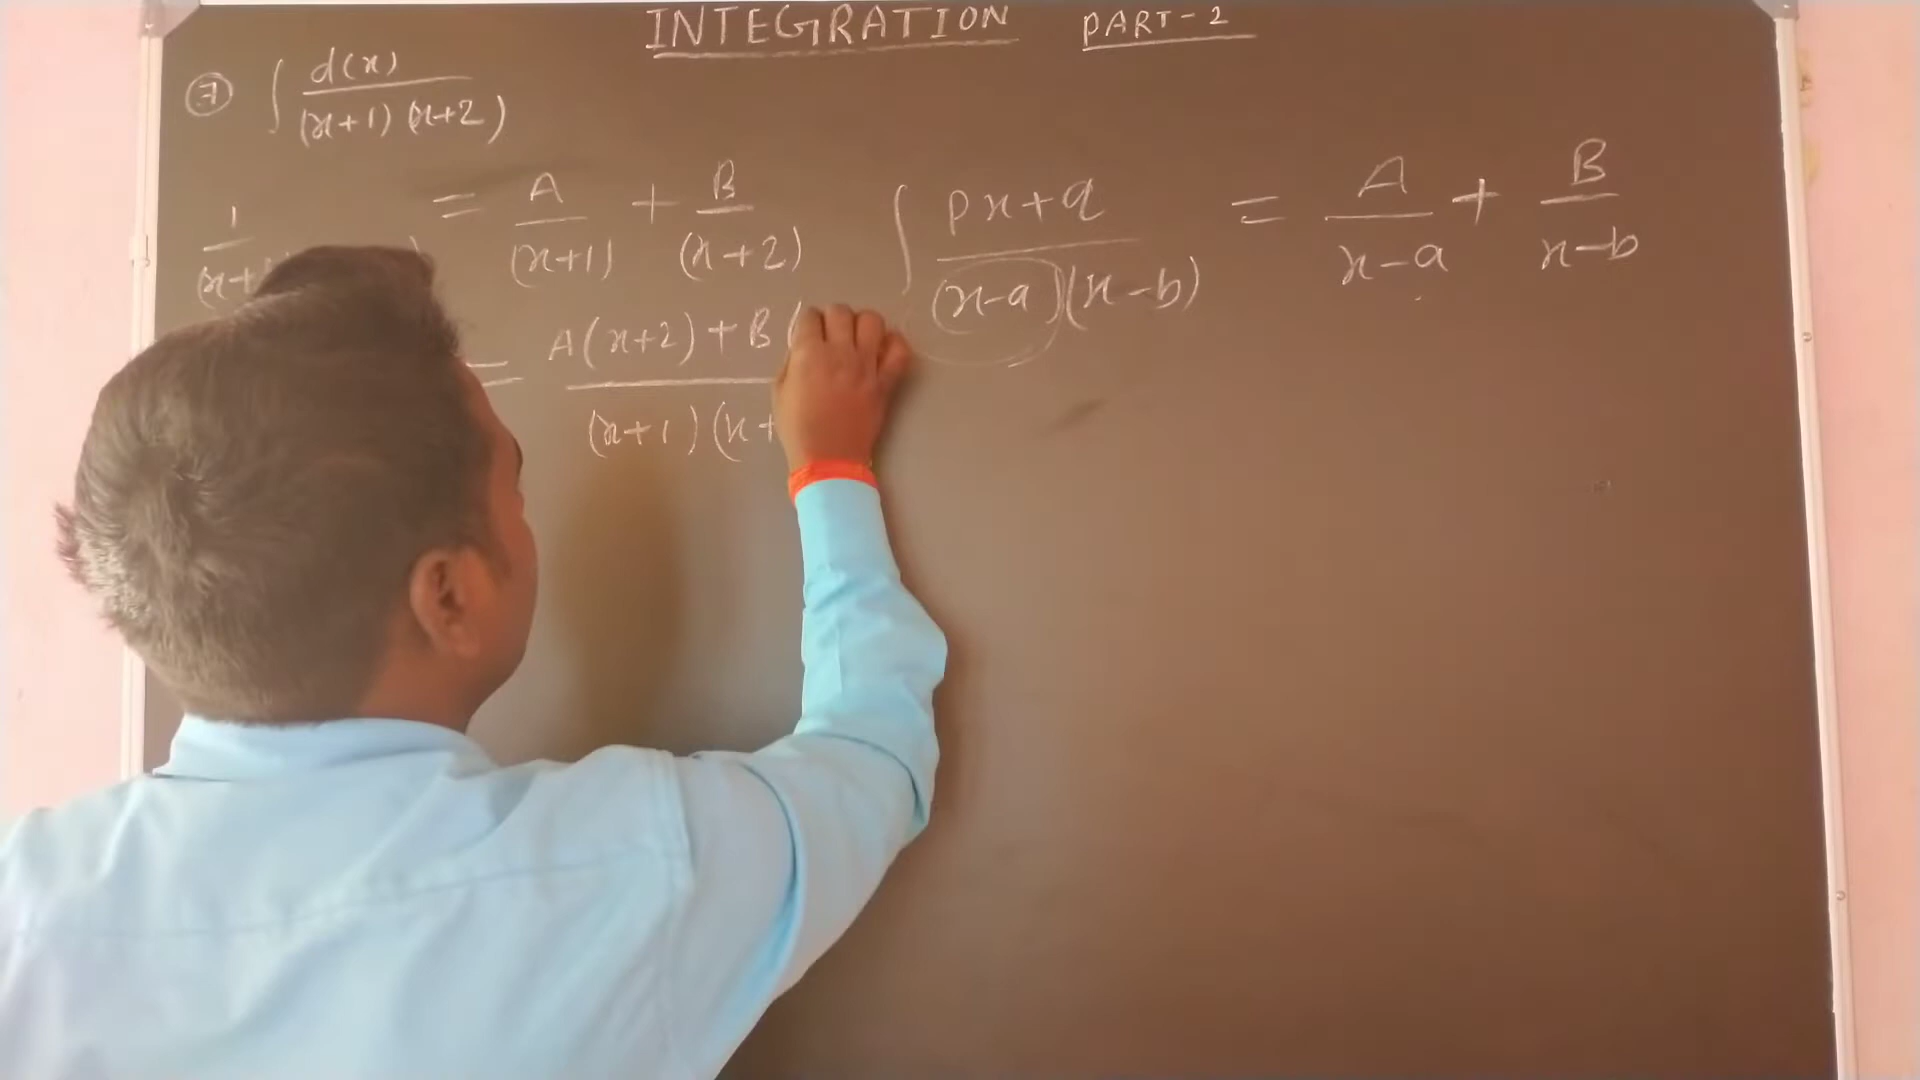 INTEGRATION PART-2
⑦ ∫ d(x) / (x+1)(x+2)
1 / (x+ = A / (x+1) + B / (x+2)
∫ px+q / (x-a)(x-b) = A / x-a + B / x-b
= A(x+2)+B( / (x+1)(x+